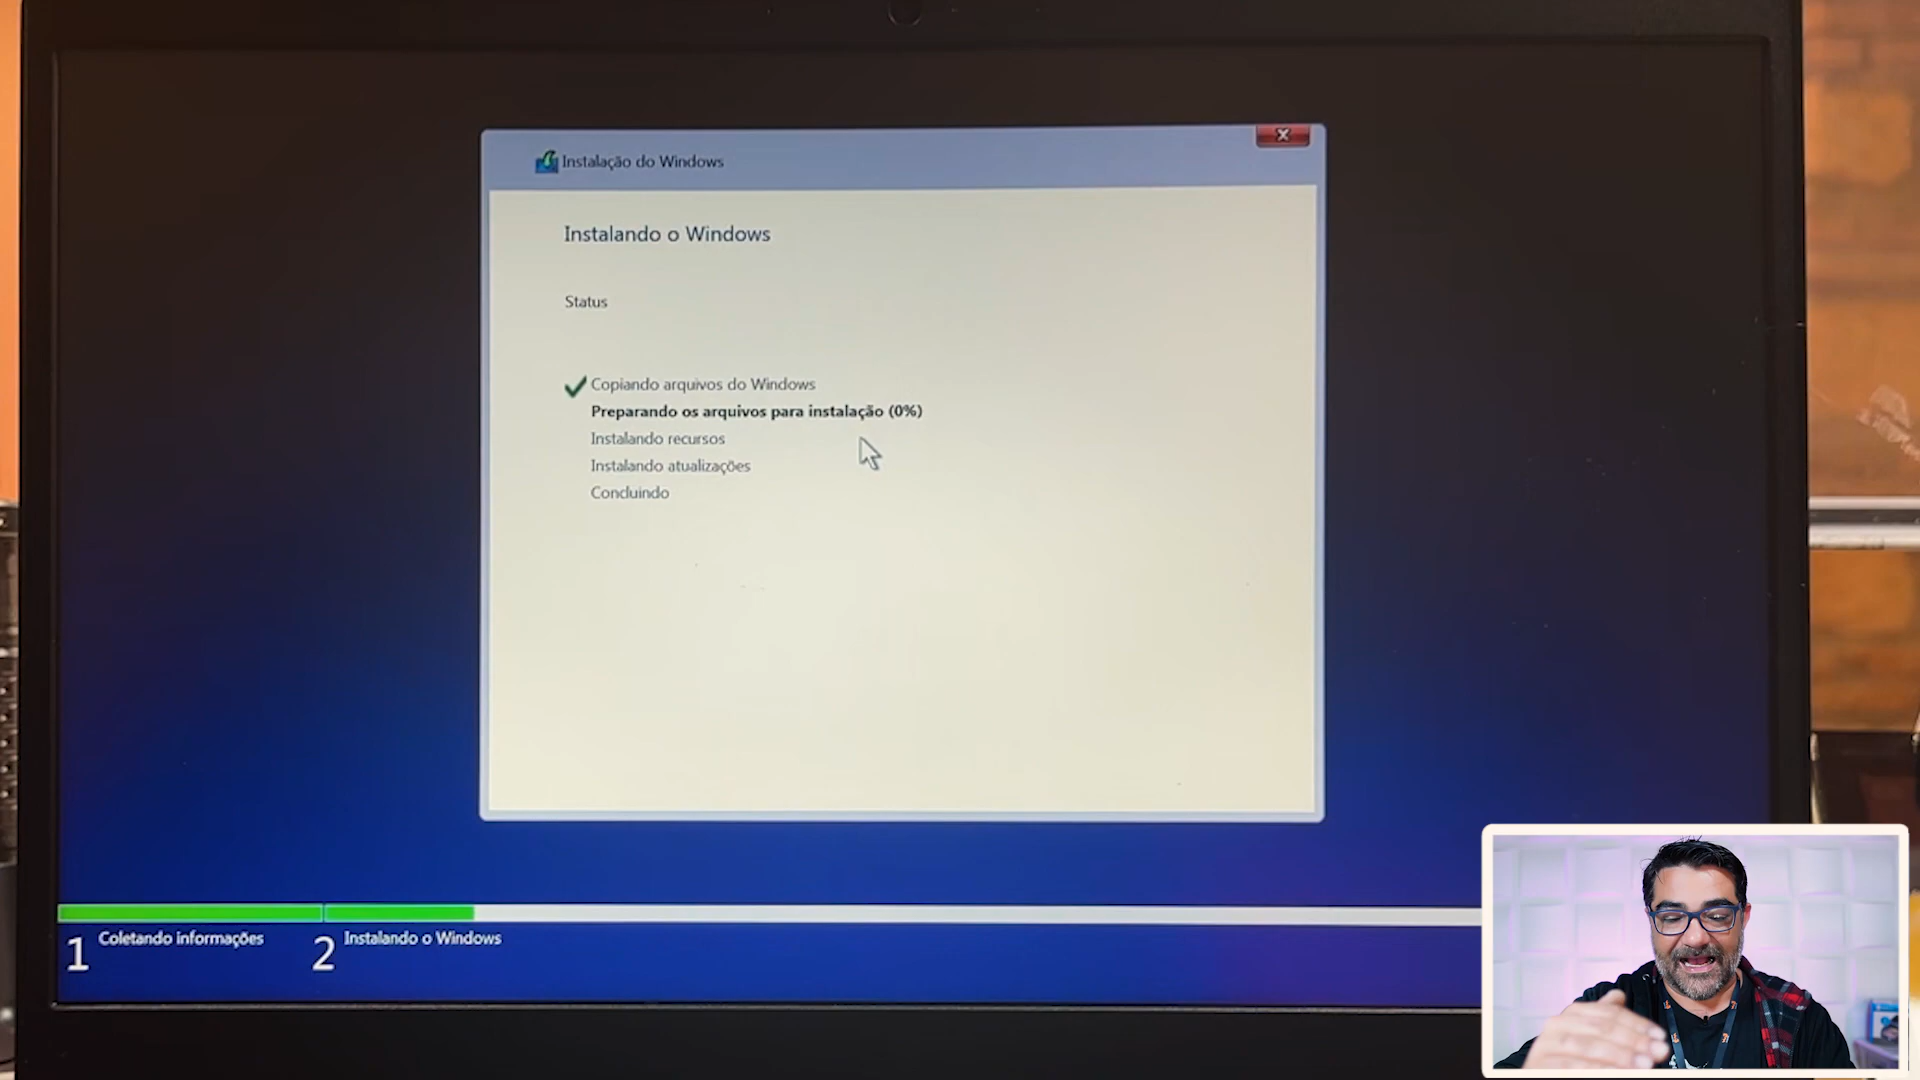 Instalação do Windows
Instalando o Windows
Status
Copiando arquivos do Windows
Preparando os arquivos para instalação (0%)
Instalando recursos
Instalando atualizações
Concluindo
1 Coletando informações
2 Instalando o Windows